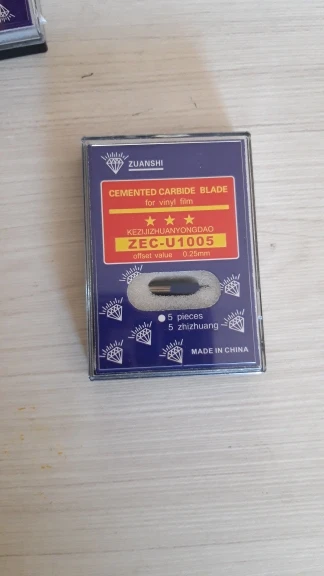 ZUANSHI
CEMENTED CARBIDE BLADE
for vinyl film
KEZIJIZHUANYONGDAO
ZEC-U1005
offset value 0.25mm
5 pieces
5 zhizhuang
MADE IN CHINA